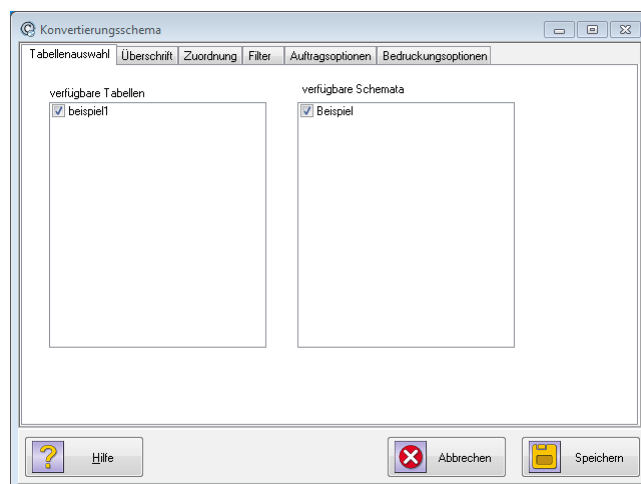 Konvertierungsschema
Tabellenauswahl Überschrift Zuordnung Filter Auftragsoptionen Bedruckungsoptionen
verfügbare Tabellen verfügbare Schemata
beispiel1 Beispiel
Hilfe Abbrechen Speichern